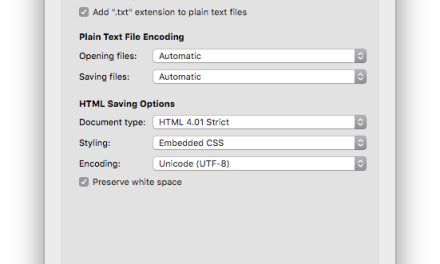 Add ".txt" extension to plain text files
Plain Text File Encoding
Opening files: Automatic
Saving files: Automatic
HTML Saving Options
Document type: HTML 4.01 Strict
Styling: Embedded CSS
Encoding: Unicode (UTF-8)
Preserve white space